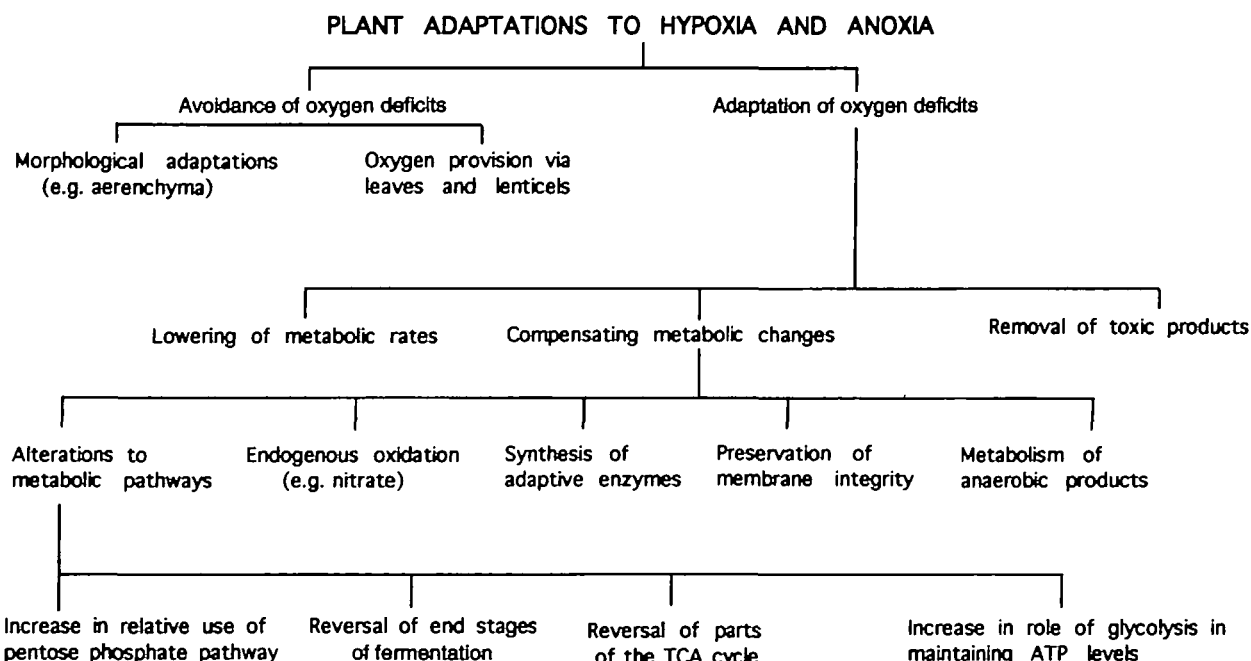 PLANT ADAPTATIONS TO HYPOXIA AND ANOXIA
Avoidance of oxygen deficits
Adaptation of oxygen deficits
Morphological adaptations
(e.g. aerenchyma)
Oxygen provision via
leaves and lenticels
Lowering of metabolic rates
Compensating metabolic changes
Removal of toxic products
Alterations to
metabolic pathways
Endogenous oxidation
(e.g. nitrate)
Synthesis of
adaptive enzymes
Preservation of
membrane integrity
Metabolism of
anaerobic products
Increase in relative use of
pentose phosphate pathway
Reversal of end stages
of fermentation
Reversal of parts
of the TCA cycle
Increase in role of glycolysis in
maintaining ATP levels